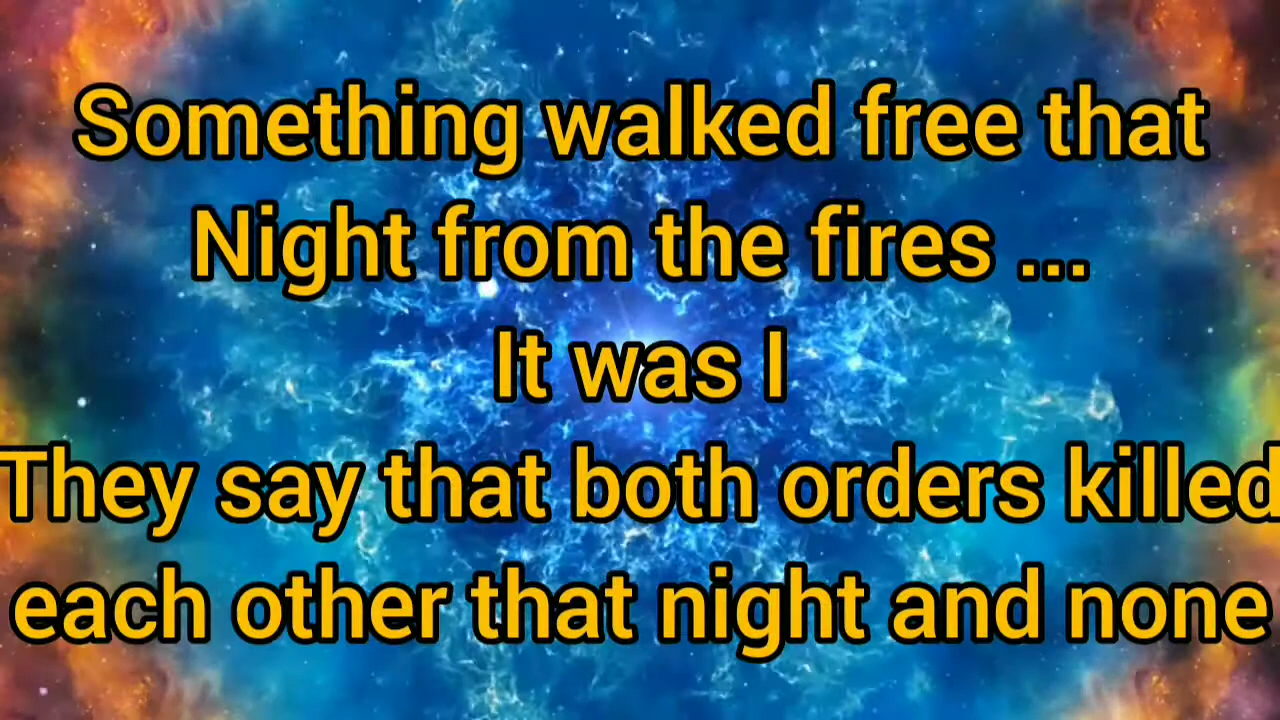 Something walked free that
Night from the fires ...
It was I
They say that both orders killed
each other that night and none